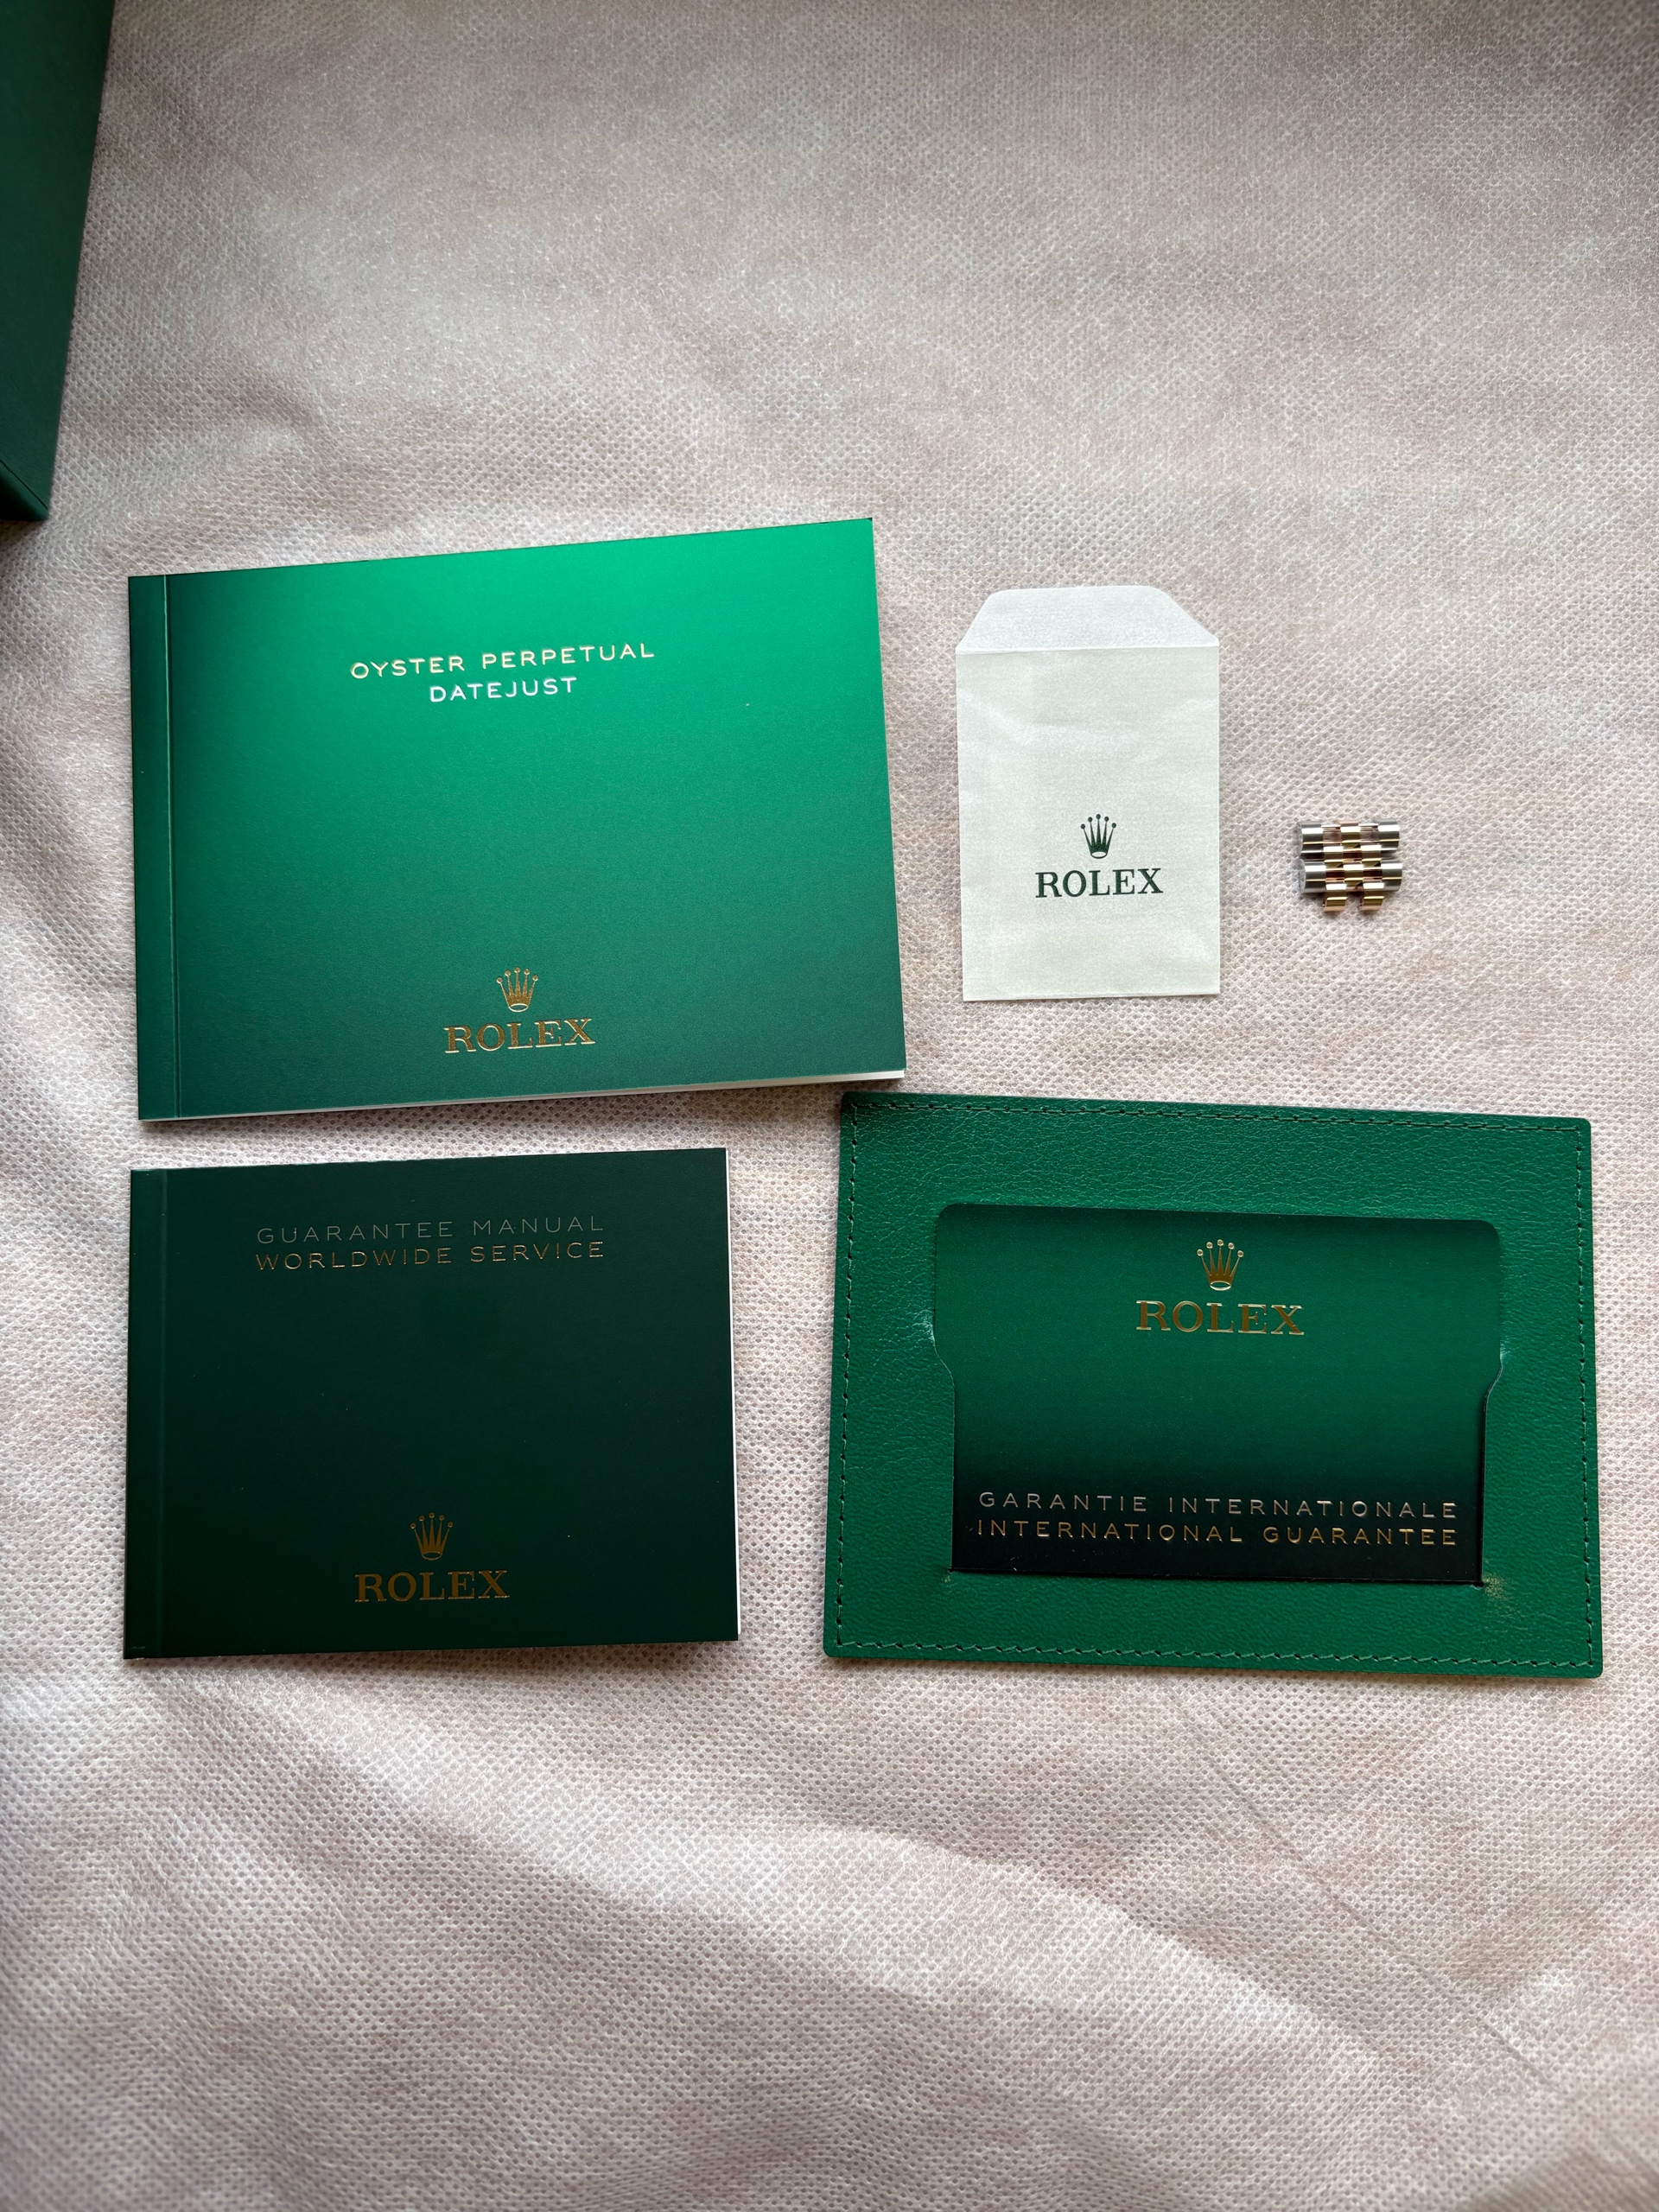 OYSTER PERPETUAL
DATEJUST
ROLEX
ROLEX
GUARANTEE MANUAL
WORLDWIDE SERVICE
ROLEX
ROLEX
GARANTIE INTERNATIONALE
INTERNATIONAL GUARANTEE